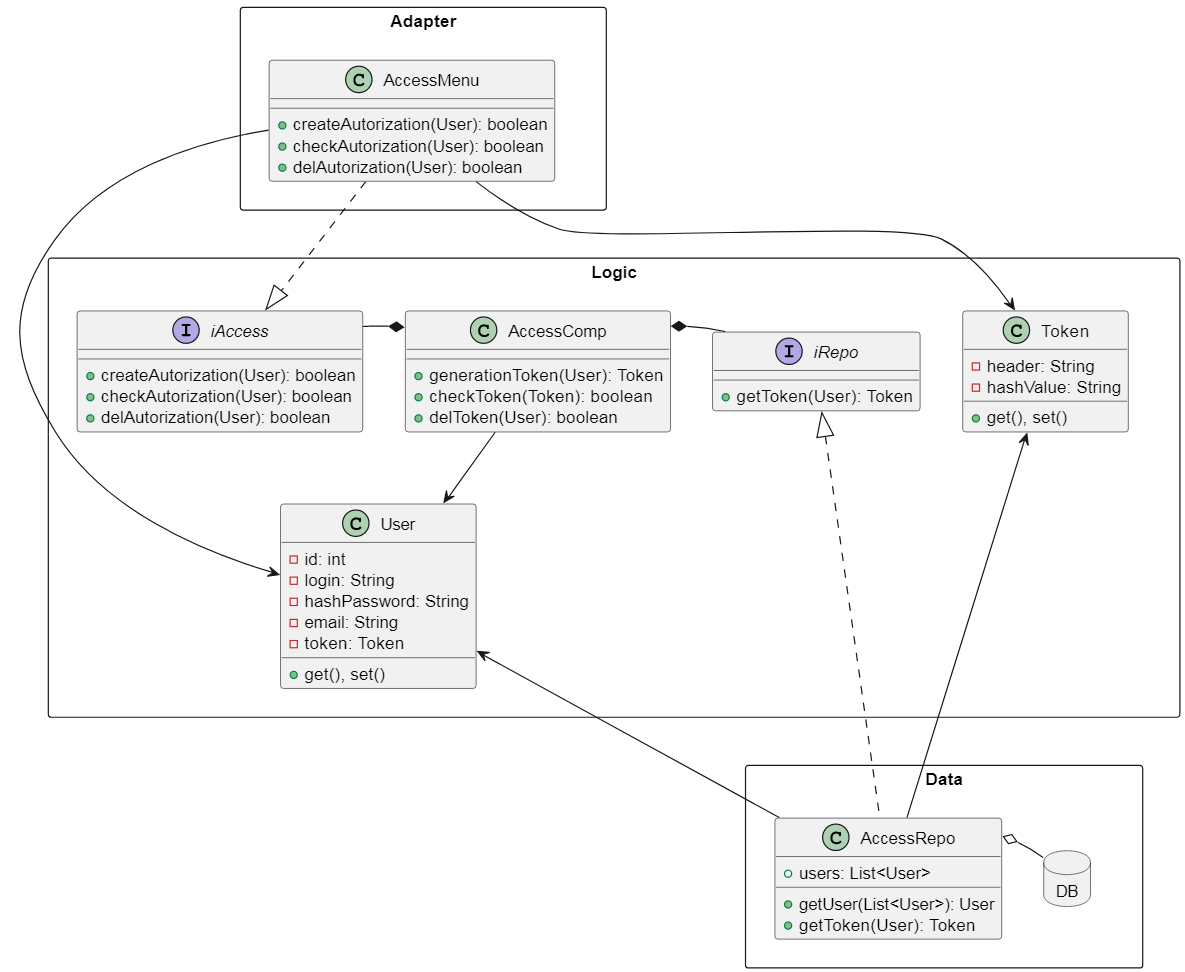 Adapter
C AccessMenu
createAutorization(User): boolean
checkAutorization(User): boolean
delAutorization(User): boolean
Logic
I iAccess
createAutorization(User): boolean
checkAutorization(User): boolean
delAutorization(User): boolean
C AccessComp
generationToken(User): Token
checkToken(Token): boolean
delToken(User): boolean
I iRepo
getToken(User): Token
C Token
header: String
hashValue: String
get(), set()
C User
id: int
login: String
hashPassword: String
email: String
token: Token
get(), set()
Data
C AccessRepo
users: List<User>
getUser(List<User>): User
getToken(User): Token
DB